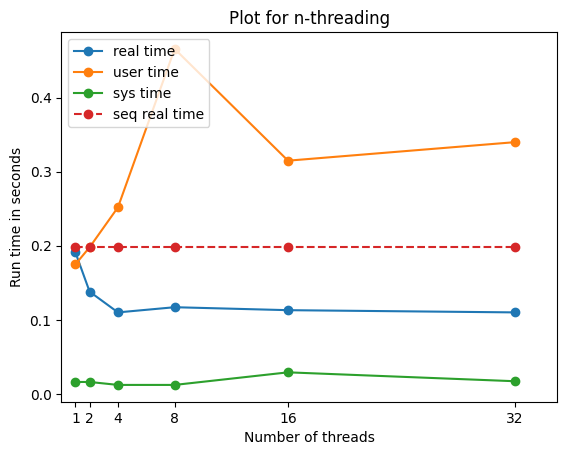 Plot for n-threading
real time
user time
sys time
seq real time
Run time in seconds
0.4
0.3
0.2
0.1
0.0
1 2 4 8 16 32
Number of threads